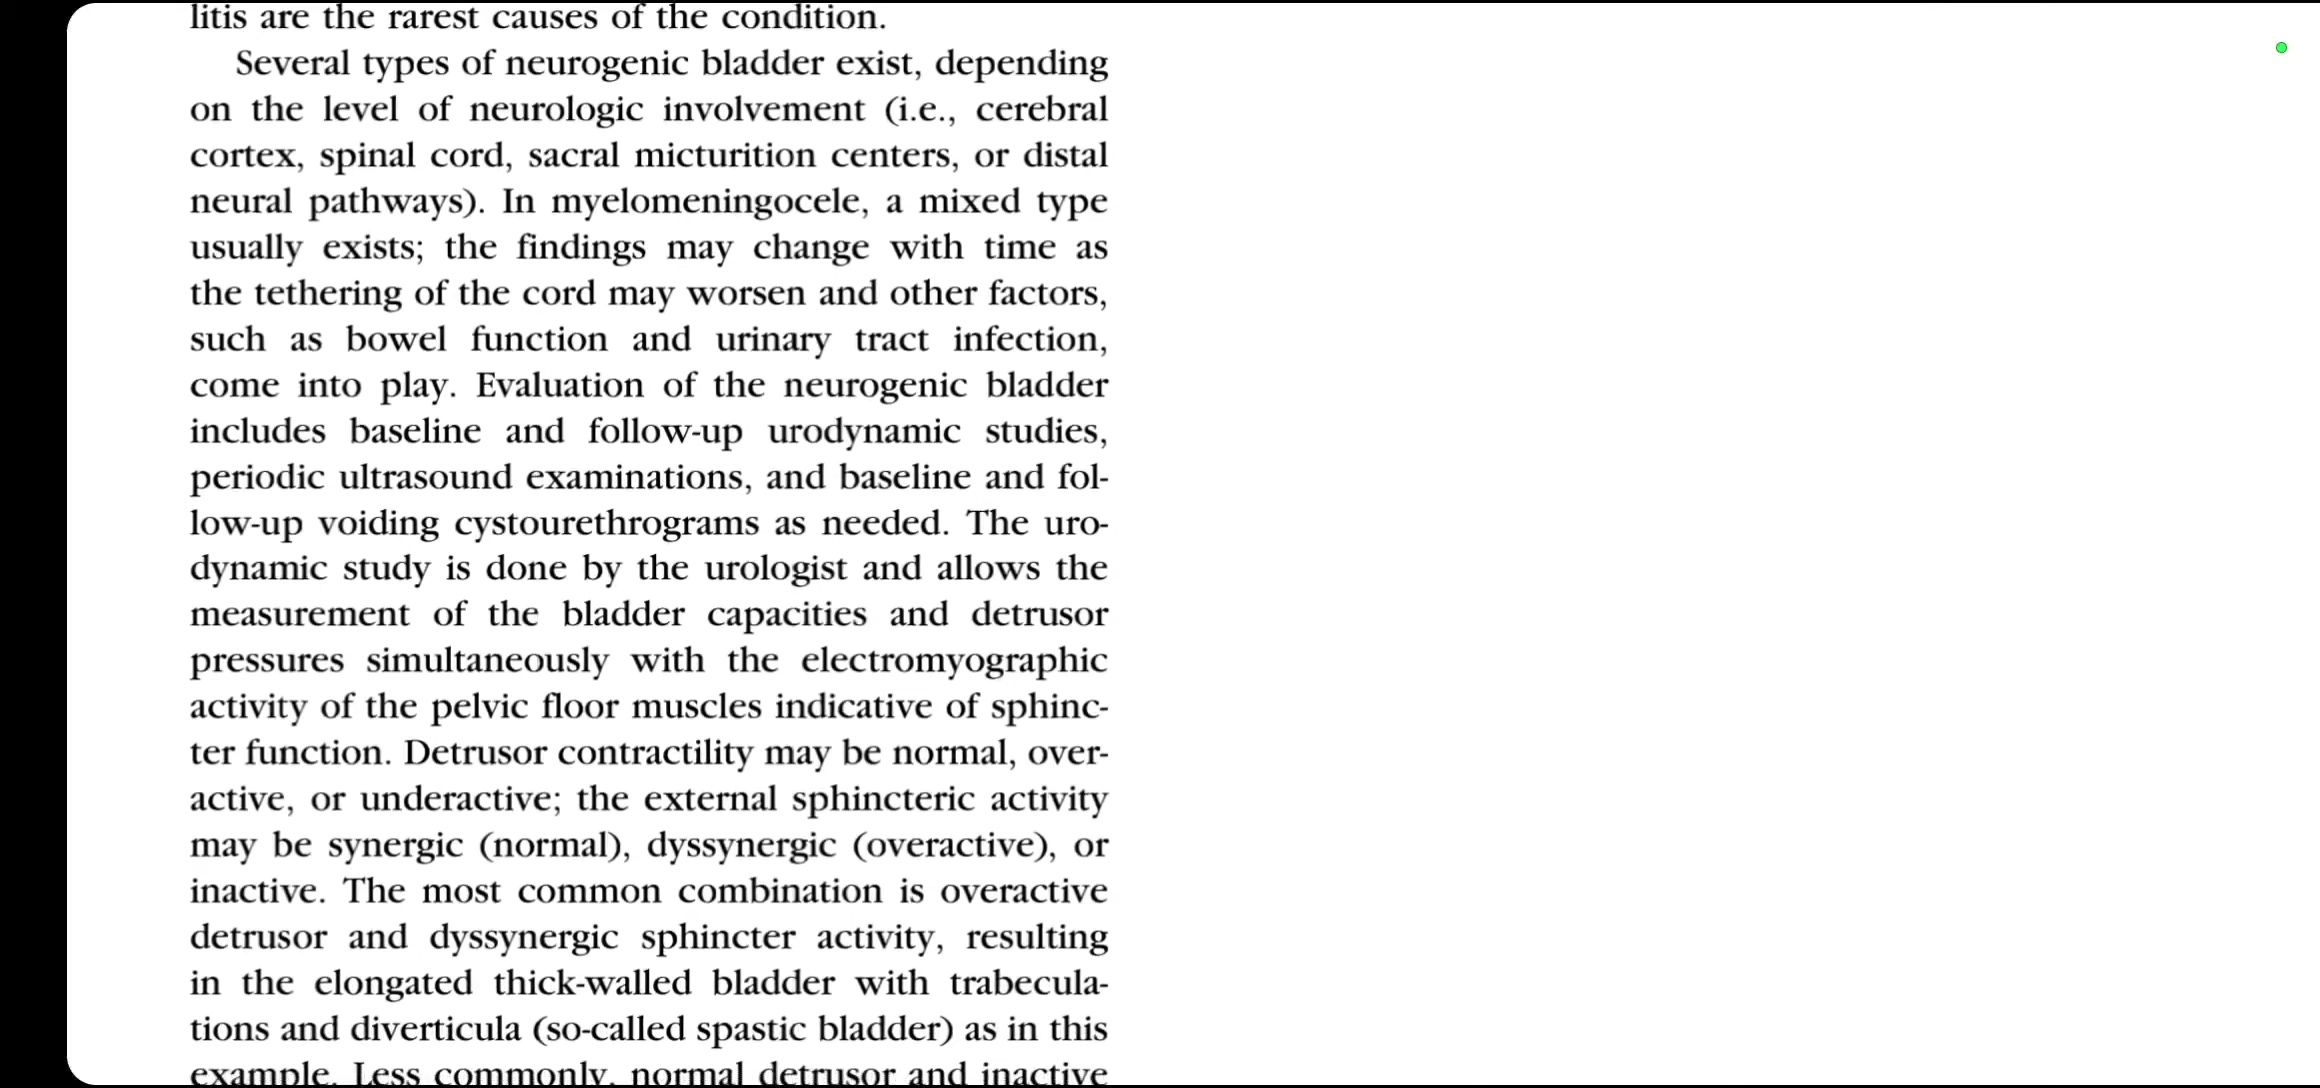 litis are the rarest causes of the condition.
Several types of neurogenic bladder exist, depending
on the level of neurologic involvement (i.e., cerebral
cortex, spinal cord, sacral micturition centers, or distal
neural pathways). In myelomeningocele, a mixed type
usually exists; the findings may change with time as
the tethering of the cord may worsen and other factors,
such as bowel function and urinary tract infection,
come into play. Evaluation of the neurogenic bladder
includes baseline and follow-up urodynamic studies,
periodic ultrasound examinations, and baseline and fol-
low-up voiding cystourethrograms as needed. The uro-
dynamic study is done by the urologist and allows the
measurement of the bladder capacities and detrusor
pressures simultaneously with the electromyographic
activity of the pelvic floor muscles indicative of sphinc-
ter function. Detrusor contractility may be normal, over-
active, or underactive; the external sphincteric activity
may be synergic (normal), dyssynergic (overactive), or
inactive. The most common combination is overactive
detrusor and dyssynergic sphincter activity, resulting
in the elongated thick-walled bladder with trabecula-
tions and diverticula (so-called spastic bladder) as in this
example. Less commonly, normal detrusor and inactive